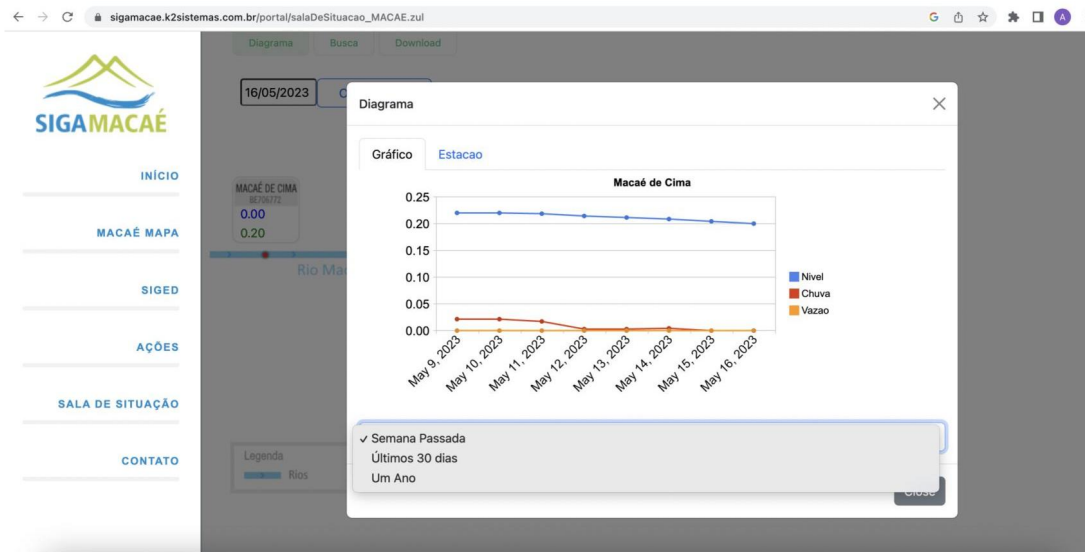 sigamacae.k2sistemas.com.br/portal/salaDeSituacao_MACAE.zul
G
A
SIGAMACAÉ
INÍCIO
MACAÉ MAPA
SIGED
AÇÕES
SALA DE SITUAÇÃO
CONTATO
Diagrama
Busca
Download
16/05/2023
MACAÉ DE CIMA
0.00
0.20
Rio Mac
Legenda
Rios
Diagrama
Gráfico
Estacao
Macaé de Cima
0.25
0.20
0.15
0.10
0.05
0.00
May 9, 2023
May 10, 2023
May 11, 2023
May 12, 2023
May 13, 2023
May 14, 2023
May 15, 2023
May 16, 2023
Nivel
Chuva
Vazao
✓ Semana Passada
Últimos 30 dias
Um Ano
Close